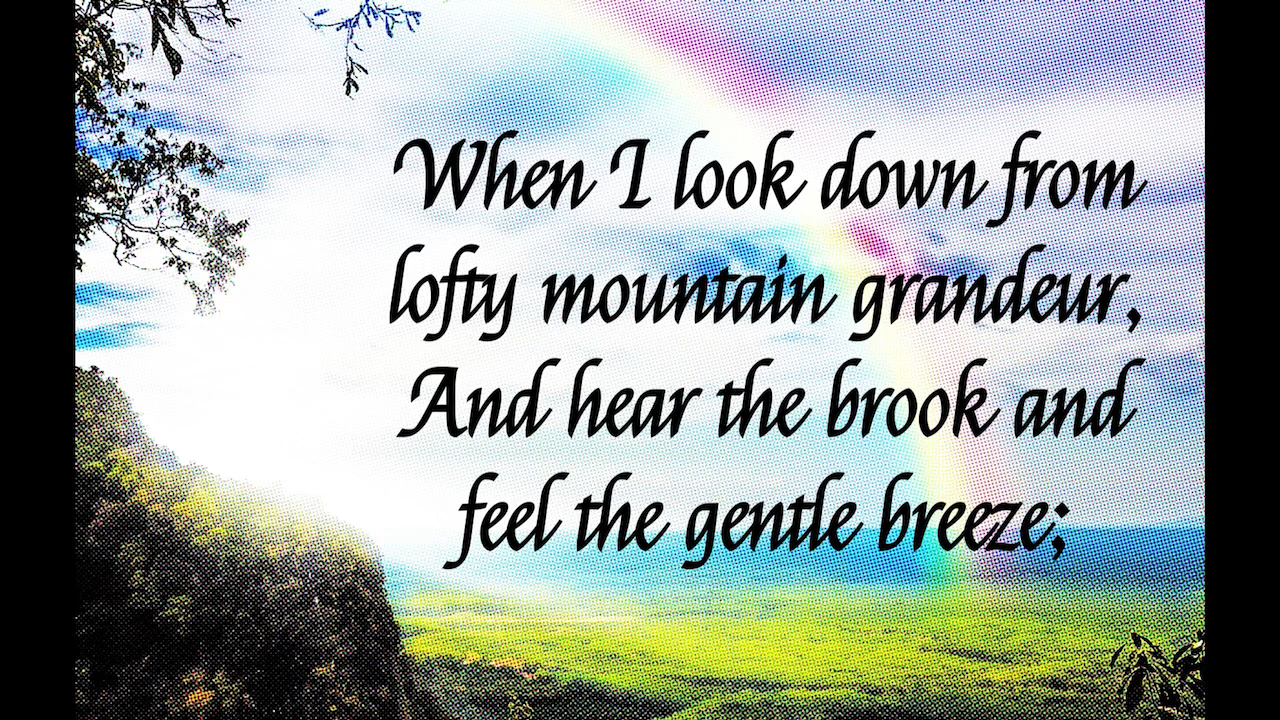 When I look down from
lofty mountain grandeur,
And hear the brook and
feel the gentle breeze;